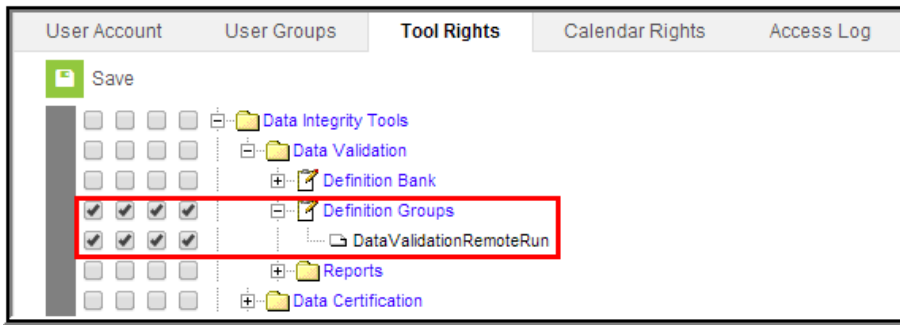 User Account User Groups Tool Rights Calendar Rights Access Log
Save
Data Integrity Tools
Data Validation
Definition Bank
Definition Groups
DataValidationRemoteRun
Reports
Data Certification